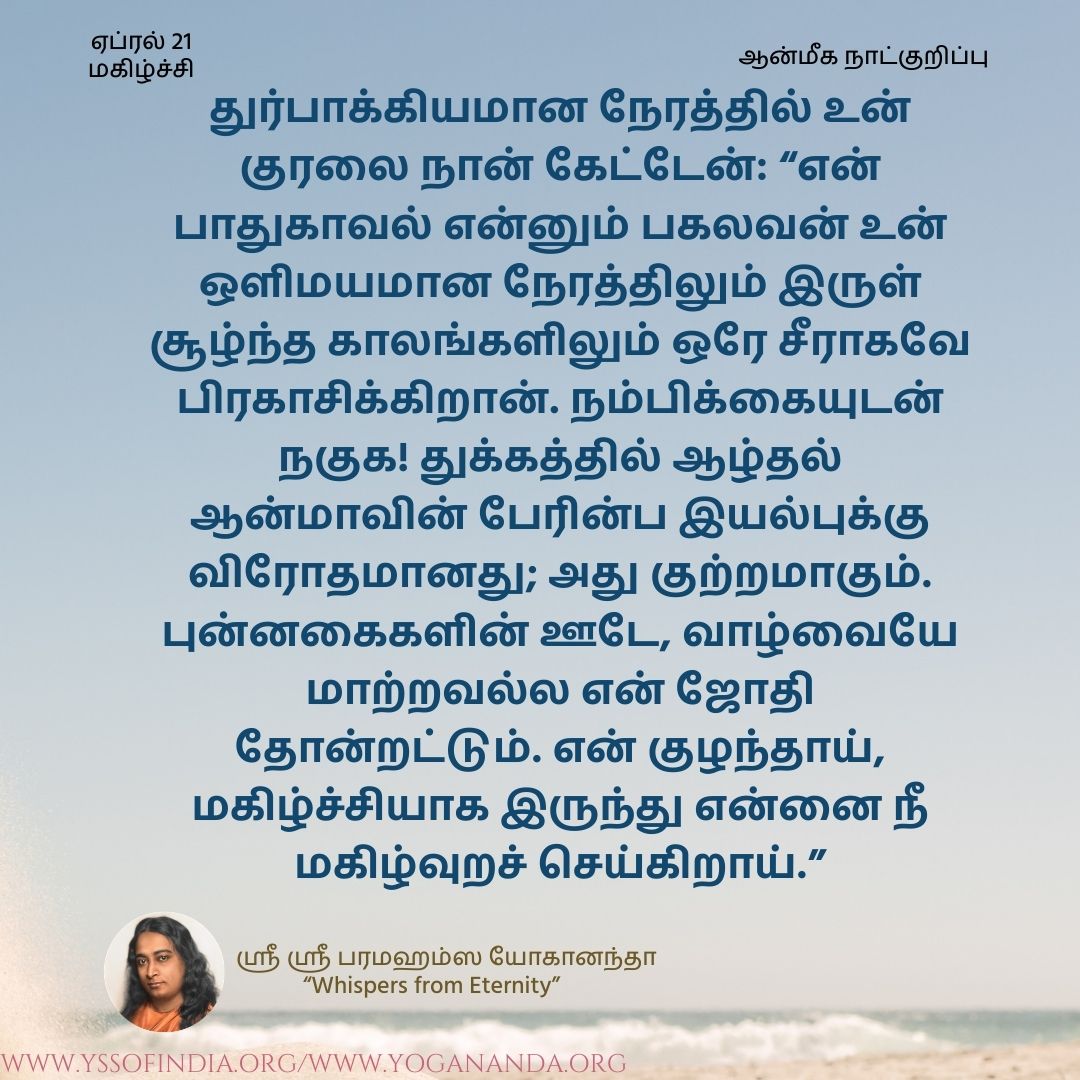 ஏப்ரல் 21
மகிழ்ச்சி
ஆன்மீக நாட்குறிப்பு
துர்பாக்கியமான நேரத்தில் உன்
குரலை நான் கேட்டேன்: “என்
பாதுகாவல் என்னும் பகலவன் உன்
ஒளிமயமான நேரத்திலும் இருள்
சூழ்ந்த காலங்களிலும் ஒரே சீராகவே
பிரகாசிக்கிறான். நம்பிக்கையுடன்
நகுக! துக்கத்தில் ஆழ்தல்
ஆன்மாவின் பேரின்ப இயல்புக்கு
விரோதமானது; அது குற்றமாகும்.
புன்னகைகளின் ஊடே, வாழ்வையே
மாற்றவல்ல என் ஜோதி
தோன்றட்டும். என் குழந்தாய்,
மகிழ்ச்சியாக இருந்து என்னை நீ
மகிழ்வுறச் செய்கிறாய்.”
ஸ்ரீ ஸ்ரீ பரமஹம்ஸ யோகானந்தா
“Whispers from Eternity”
WWW.YSSOFINDIA.ORG/WWW.YOGANANDA.ORG